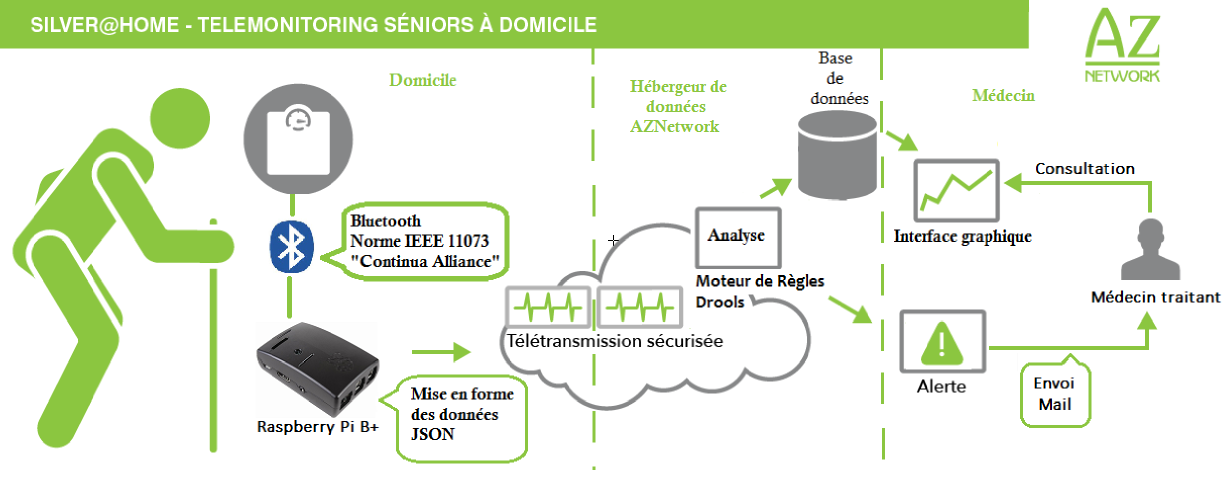 SILVER@HOME - TELEMONITORING SÉNIORS À DOMICILE
AZ
NETWORK
Domicile
Hébergeur de
données
AZNetwork
Base
de
données
Médecin
Bluetooth
Norme IEEE 11073
"Continua Alliance"
Raspberry Pi B+
Mise en forme
des données
JSON
Télétransmission sécurisée
Analyse
Moteur de Règles
Drools
Interface graphique
Consultation
Médecin traitant
Alerte
Envoi
Mail